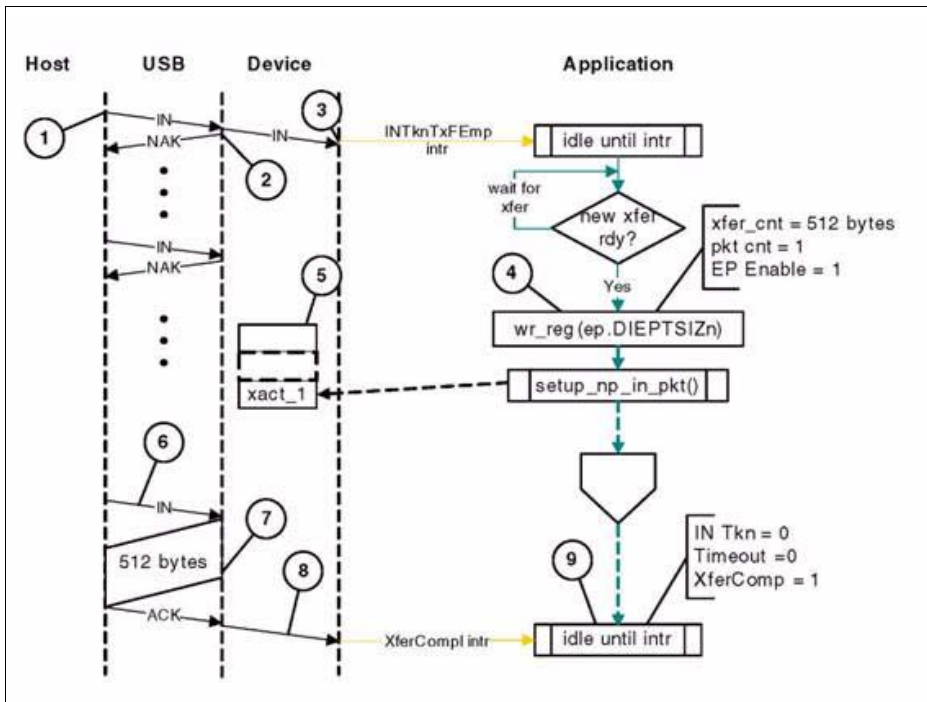 Host
USB
Device
Application
1
IN
NAK
2
IN
3
INTknTxFEmp
intr
idle until intr
wait for
xfer
new xfer
rdy?
xfer_cnt = 512 bytes
pkt cnt = 1
EP Enable = 1
IN
NAK
5
4
Yes
wr_reg (ep.DIEPTSIZn)
xact_1
setup_np_in_pkt()
6
IN
7
512 bytes
8
ACK
XferCompl intr
9
IN Tkn = 0
Timeout =0
XferComp = 1
idle until intr